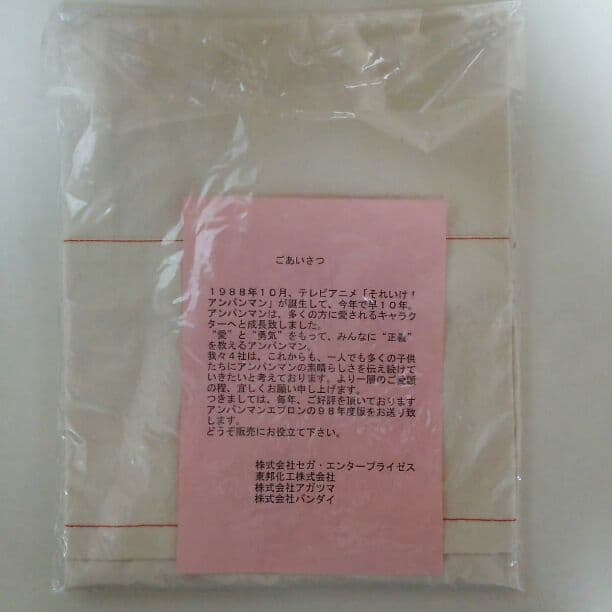 ごあいさつ
1988年10月、テレビアニメ「それいけ!
アンパンマン」が誕生して、今年で早10年。
アンパンマンは、多くの方に愛されるキャラク
ターへと成長致しました。
“愛”と“勇気”をもって、みんなに“正義”
を教えるアンパンマン。
我々4社は、これからも、一人でも多くの子供
たちにアンパンマンの素晴らしさを伝え続けて
いきたいと考えております。より一層のご愛顧
の程、宜しくお願い申し上げます。
つきましては、毎年、ご好評を頂いております
アンパンマンエプロンの98年度版をお送り致
します。
どうぞ販売にお役立て下さい。
株式会社セガ・エンタープライゼス
東邦化工株式会社
株式会社アガツマ
株式会社バンダイ